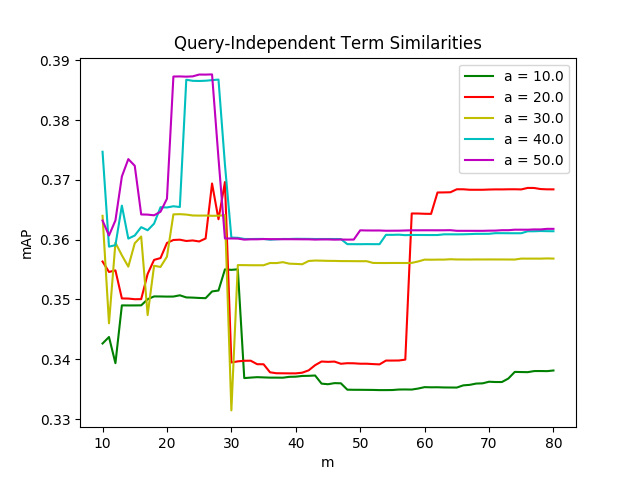 Query-Independent Term Similarities
0.39
0.38
0.37
0.36
0.35
0.34
0.33
mAP
a = 10.0
a = 20.0
a = 30.0
a = 40.0
a = 50.0
10 20 30 40 50 60 70 80
m